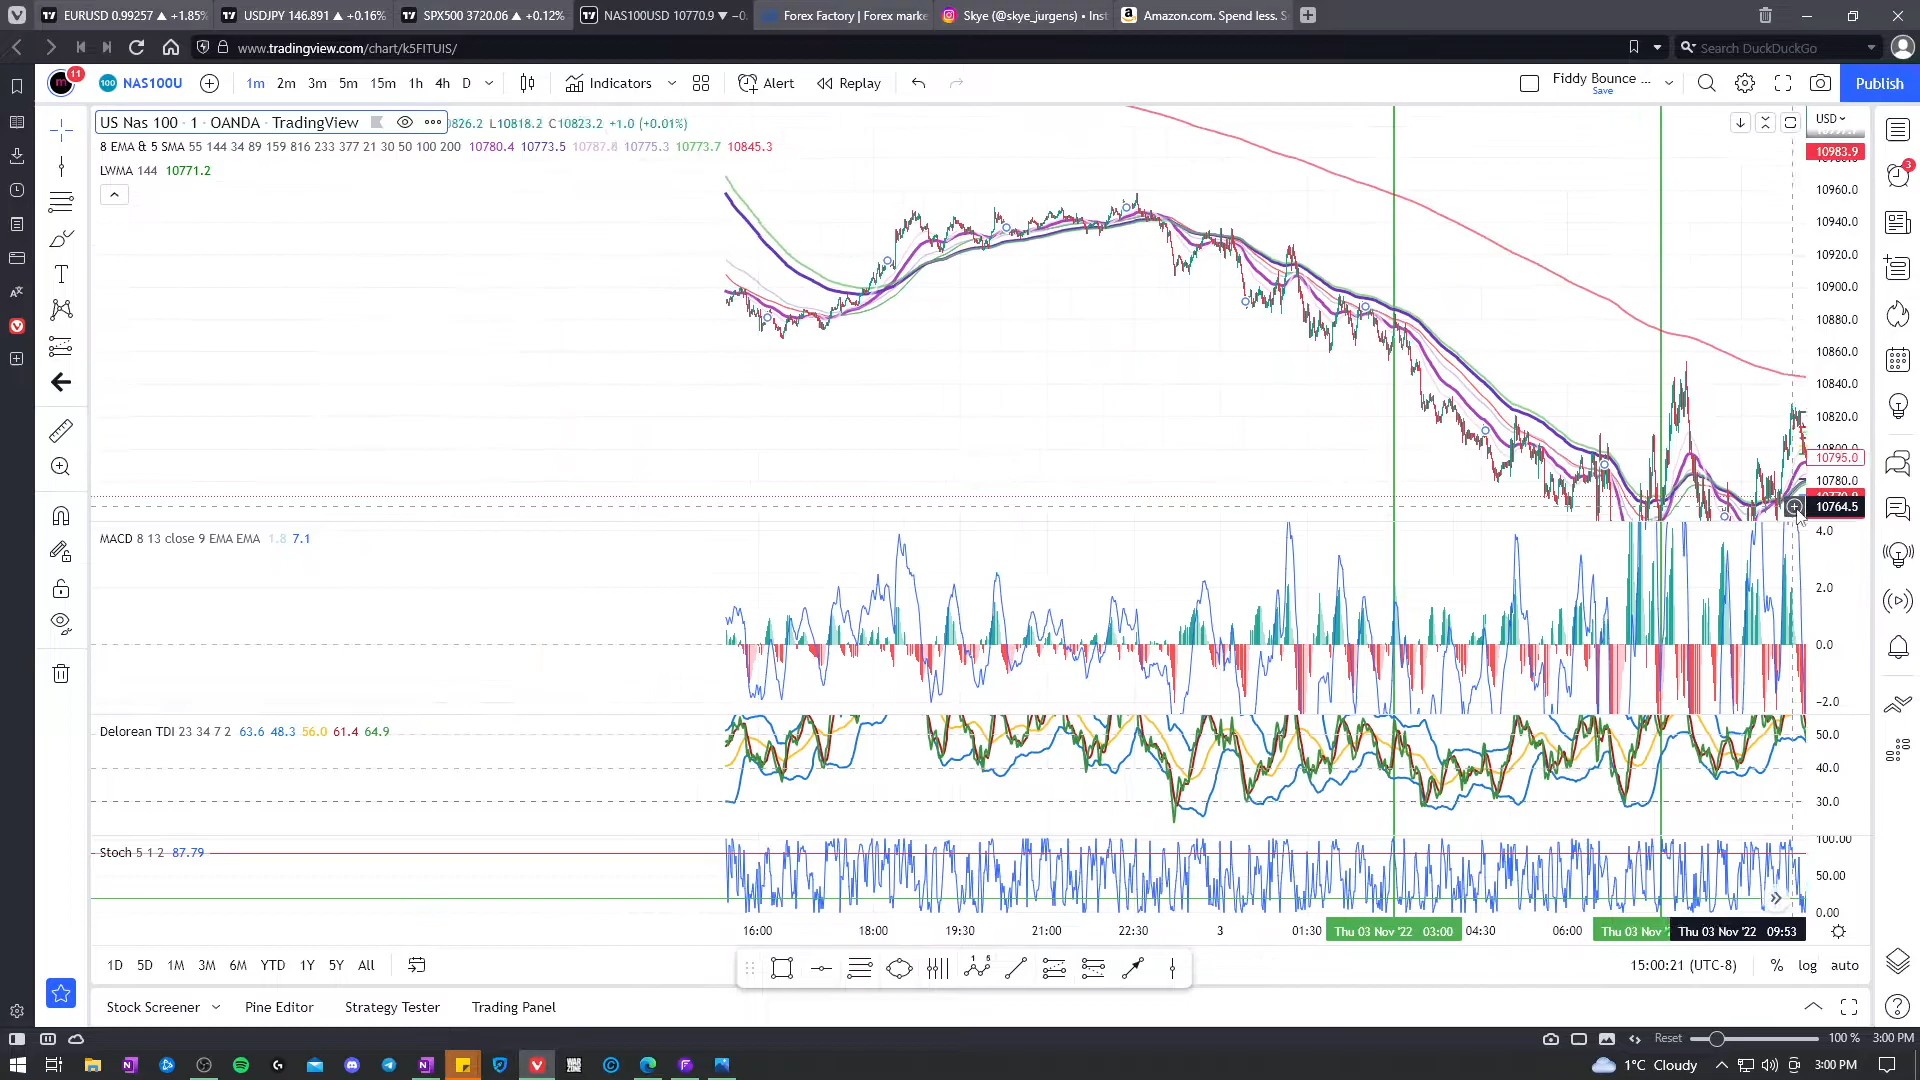 EURUSD 0.99257 ▲ +1.85%
USDJPY 146.891 ▲ +0.16%
SPX500 3720.06 ▲ +0.12%
NAS100USD 10770.9 ▼ −0.
Forex Factory | Forex marke
Skye (@skye_jurgens) • Inst
Amazon.com. Spend less. S
www.tradingview.com/chart/k5FITUIS/
Search DuckDuckGo
11
100 NAS100U
1m 2m 3m 5m 15m 1h 4h D
Indicators
Alert
Replay
Fiddy Bounce ...
Save
Publish
US Nas 100 · 1 · OANDA · TradingView
826.2 L10818.2 C10823.2 +1.0 (+0.01%)
USD
8 EMA & 5 SMA 55 144 34 89 159 816 233 377 21 30 50 100 200 10780.4 10773.5 10787.8 10775.3 10773.7 10845.3
10983.9
LWMA 144 10771.2
3
10960.0
10940.0
10920.0
10900.0
10880.0
10860.0
10840.0
10820.0
10800.0
10795.0
10780.0
10764.5
MACD 8 13 close 9 EMA EMA 1.8 7.1
4.0
2.0
0.0
−2.0
Delorean TDI 23 34 7 2 63.6 48.3 56.0 61.4 64.9
50.0
40.0
30.0
Stoch 5 1 2 87.79
100.00
50.00
0.00
16:00 18:00 19:30 21:00 22:30 3 01:30 Thu 03 Nov '22 03:00 04:30 06:00 Thu 03 Nov '2 Thu 03 Nov '22 09:53
1D 5D 1M 3M 6M YTD 1Y 5Y All
15:00:21 (UTC-8) % log auto
Stock Screener Pine Editor Strategy Tester Trading Panel
Reset 100 % 3:00 PM
1°C Cloudy
3:00 PM